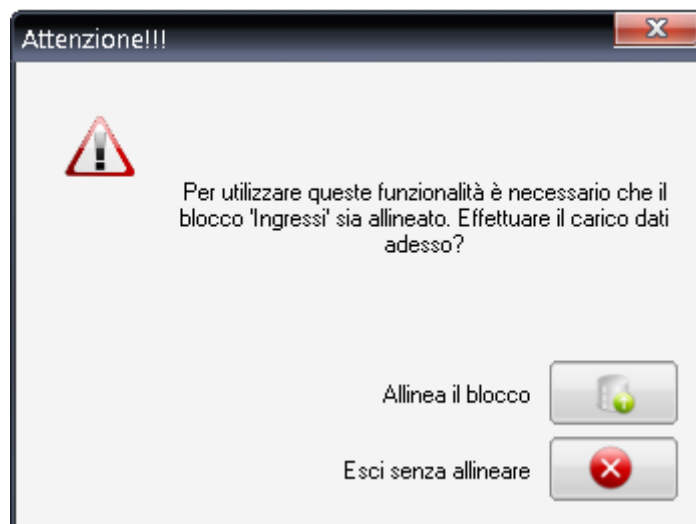 Attenzione!!!
Per utilizzare queste funzionalità è necessario che il
blocco 'Ingressi' sia allineato. Effettuare il carico dati
adesso?
Allinea il blocco
Esci senza allineare